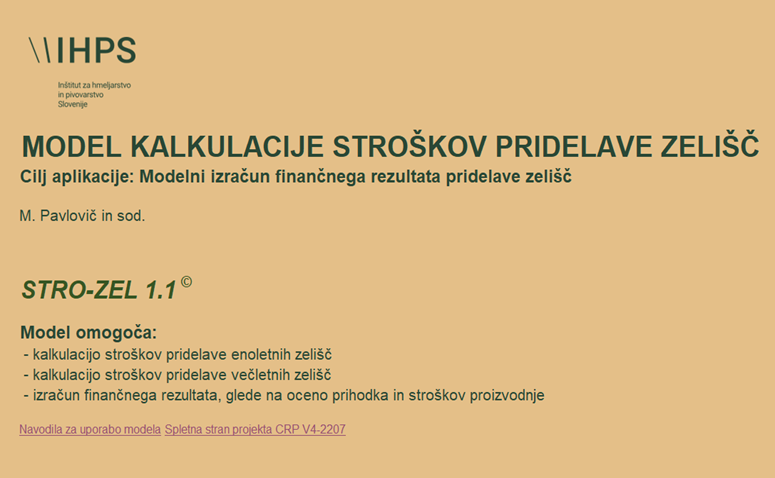 \\IHPS
Inštitut za hmeljarstvo
in pivovarstvo
Slovenije
MODEL KALKULACIJE STROŠKOV PRIDELAVE ZELIŠČ
Cilj aplikacije: Modelni izračun finančnega rezultata pridelave zelišč
M. Pavlovič in sod.
STRO-ZEL 1.1 ©
Model omogoča:
- kalkulacijo stroškov pridelave enoletnih zelišč
- kalkulacijo stroškov pridelave večletnih zelišč
- izračun finančnega rezultata, glede na oceno prihodka in stroškov proizvodnje
Navodila za uporabo modela Spletna stran projekta CRP V4-2207